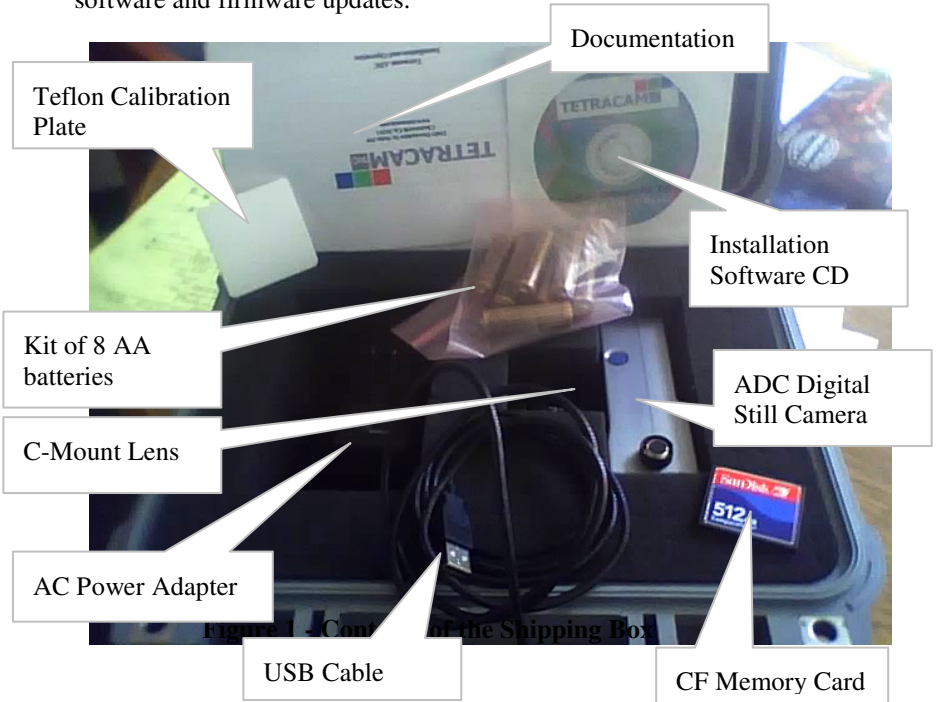 software and firmware updates.
Documentation
Teflon Calibration
Plate
TETRACAM
TETRACAM
Installation
Software CD
Kit of 8 AA
batteries
ADC Digital
Still Camera
C-Mount Lens
SanDisk
512
AC Power Adapter
Figure 1 - Cont of the Shipping Box
USB Cable
CF Memory Card